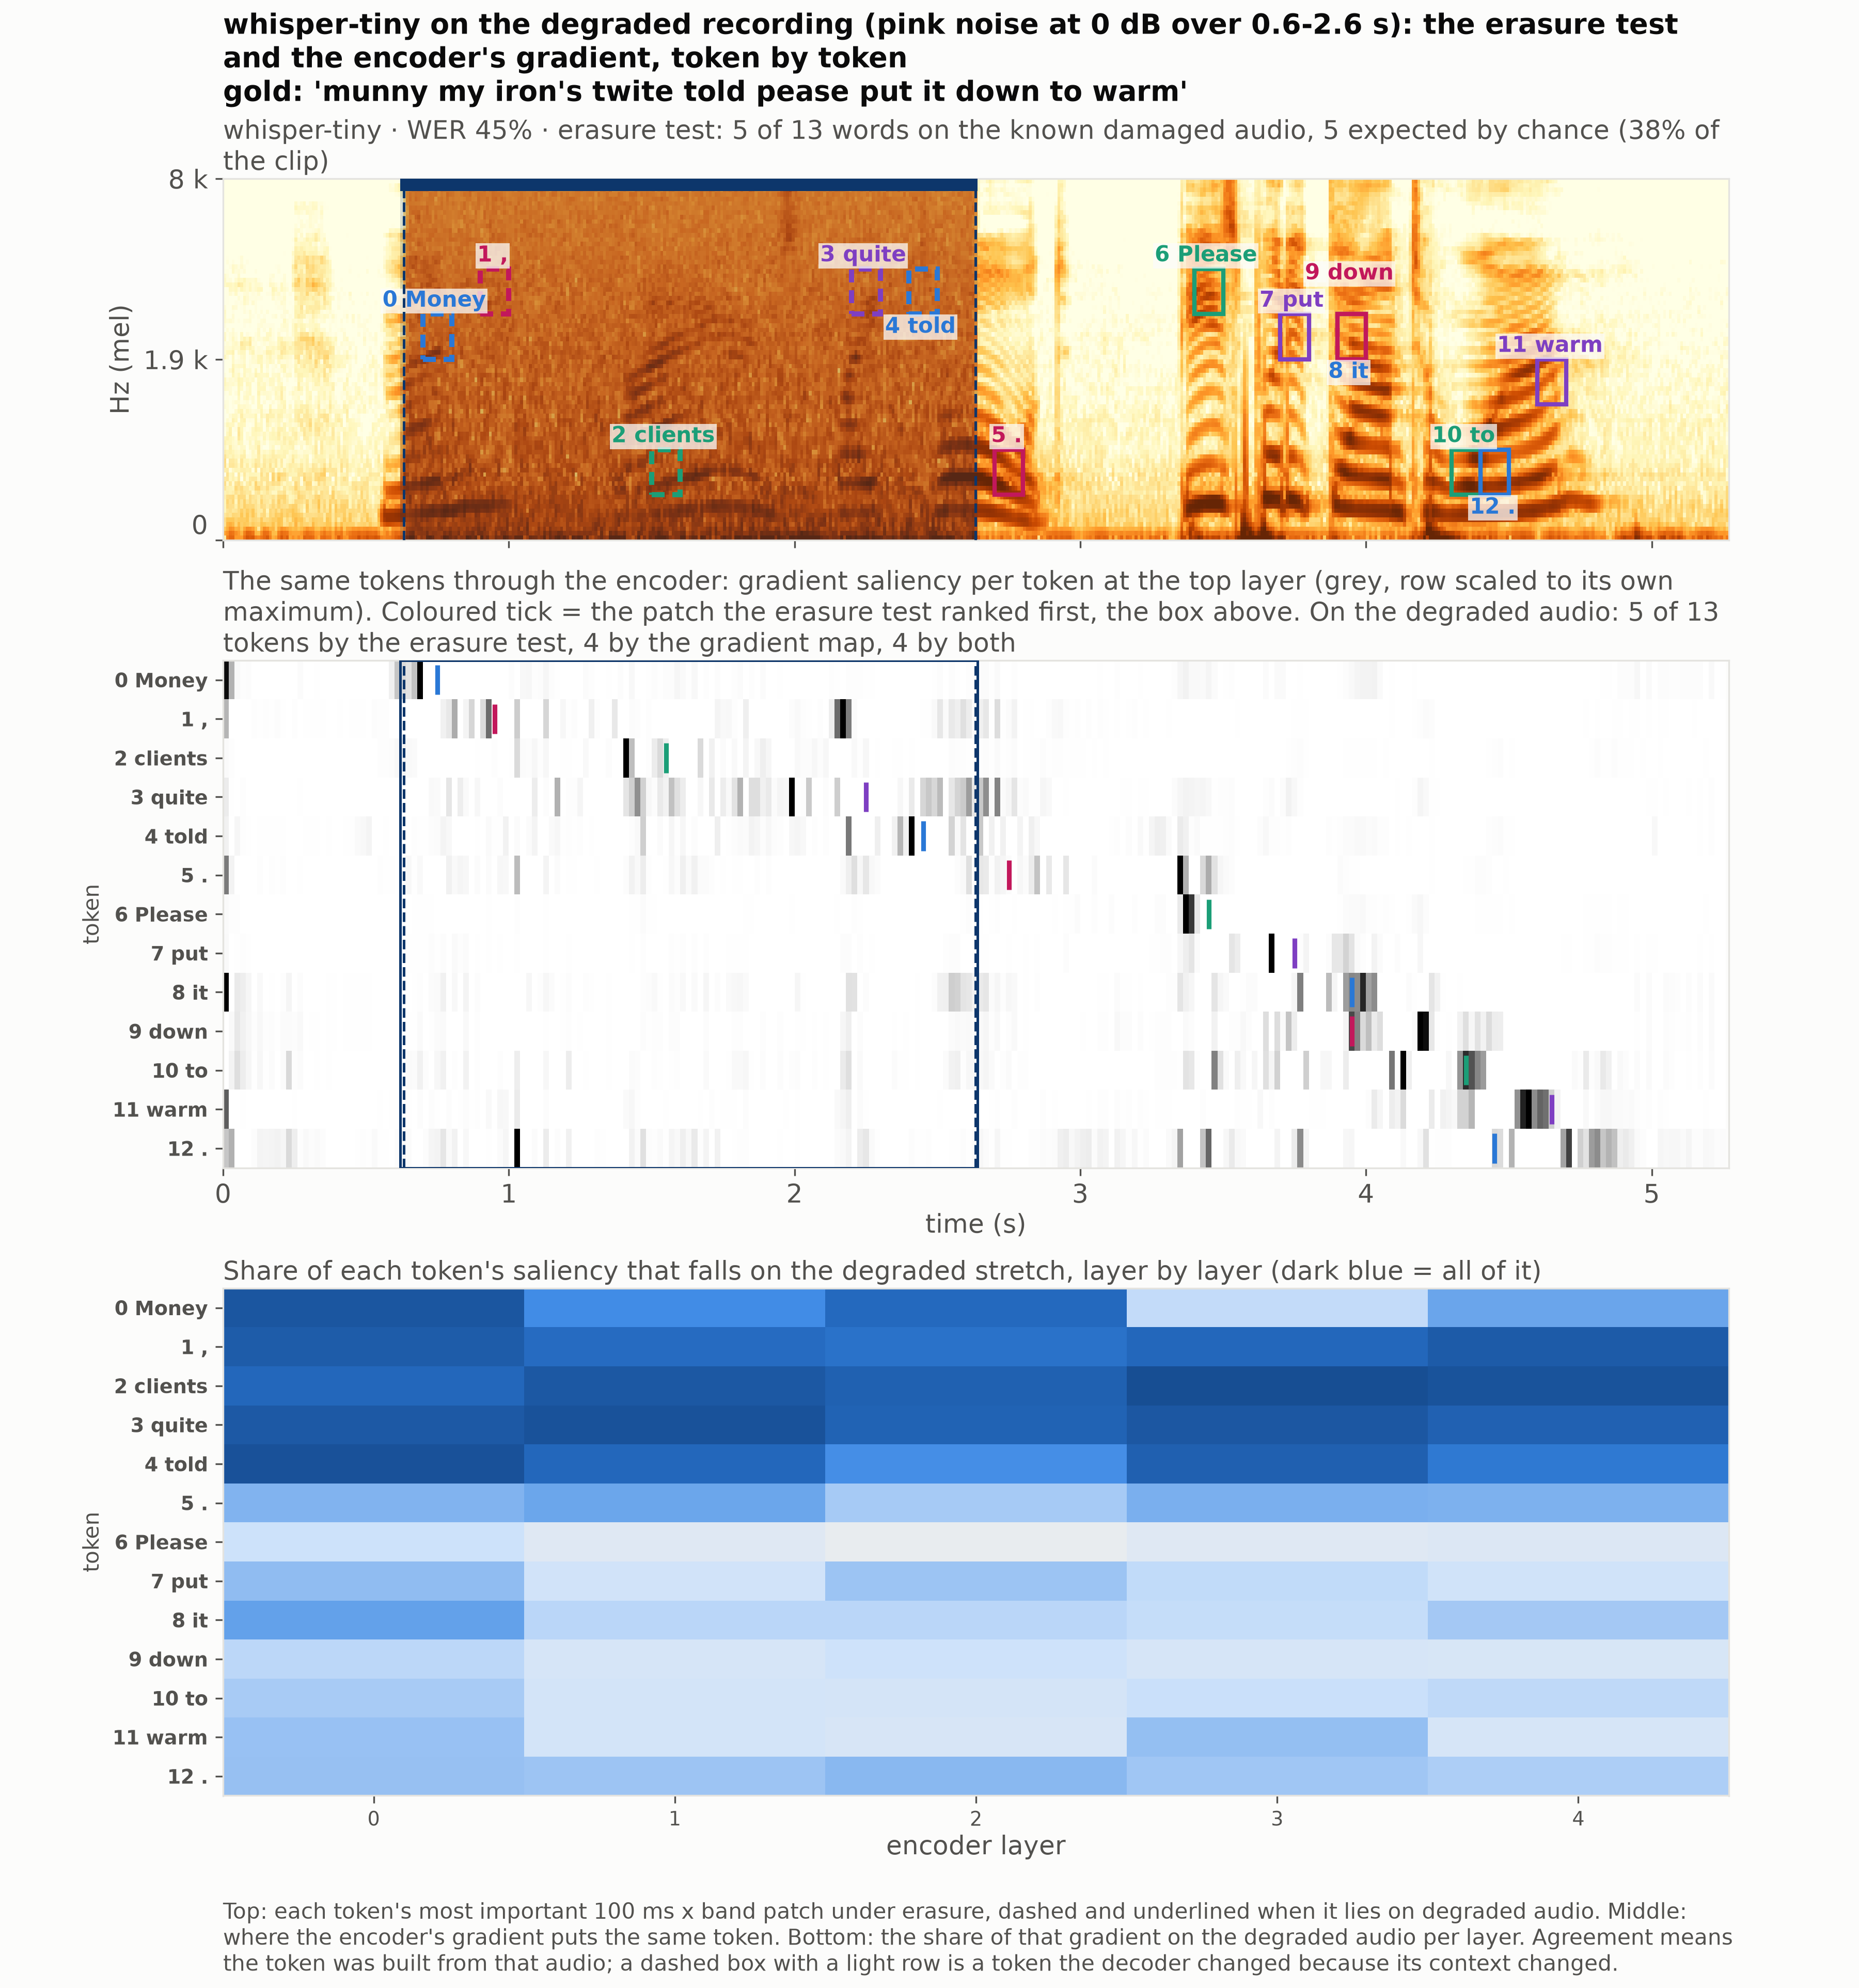 whisper-tiny on the degraded recording (pink noise at 0 dB over 0.6-2.6 s): the erasure test
and the encoder's gradient, token by token
gold: 'munny my iron's twite told pease put it down to warm'
whisper-tiny · WER 45% · erasure test: 5 of 13 words on the known damaged audio, 5 expected by chance (38% of
the clip)
8 k
1.9 k
0
Hz (mel)
1 ,
3 quite
6 Please
9 down
0 Money
7 put
4 told
11 warm
8 it
2 clients
5 .
10 to
12 .
The same tokens through the encoder: gradient saliency per token at the top layer (grey, row scaled to its own
maximum). Coloured tick = the patch the erasure test ranked first, the box above. On the degraded audio: 5 of 13
tokens by the erasure test, 4 by the gradient map, 4 by both
token
0 Money
1 ,
2 clients
3 quite
4 told
5 .
6 Please
7 put
8 it
9 down
10 to
11 warm
12 .
0 1 2 3 4 5
time (s)
Share of each token's saliency that falls on the degraded stretch, layer by layer (dark blue = all of it)
token
0 Money
1 ,
2 clients
3 quite
4 told
5 .
6 Please
7 put
8 it
9 down
10 to
11 warm
12 .
0 1 2 3 4
encoder layer
Top: each token's most important 100 ms x band patch under erasure, dashed and underlined when it lies on degraded audio. Middle:
where the encoder's gradient puts the same token. Bottom: the share of that gradient on the degraded audio per layer. Agreement means
the token was built from that audio; a dashed box with a light row is a token the decoder changed because its context changed.